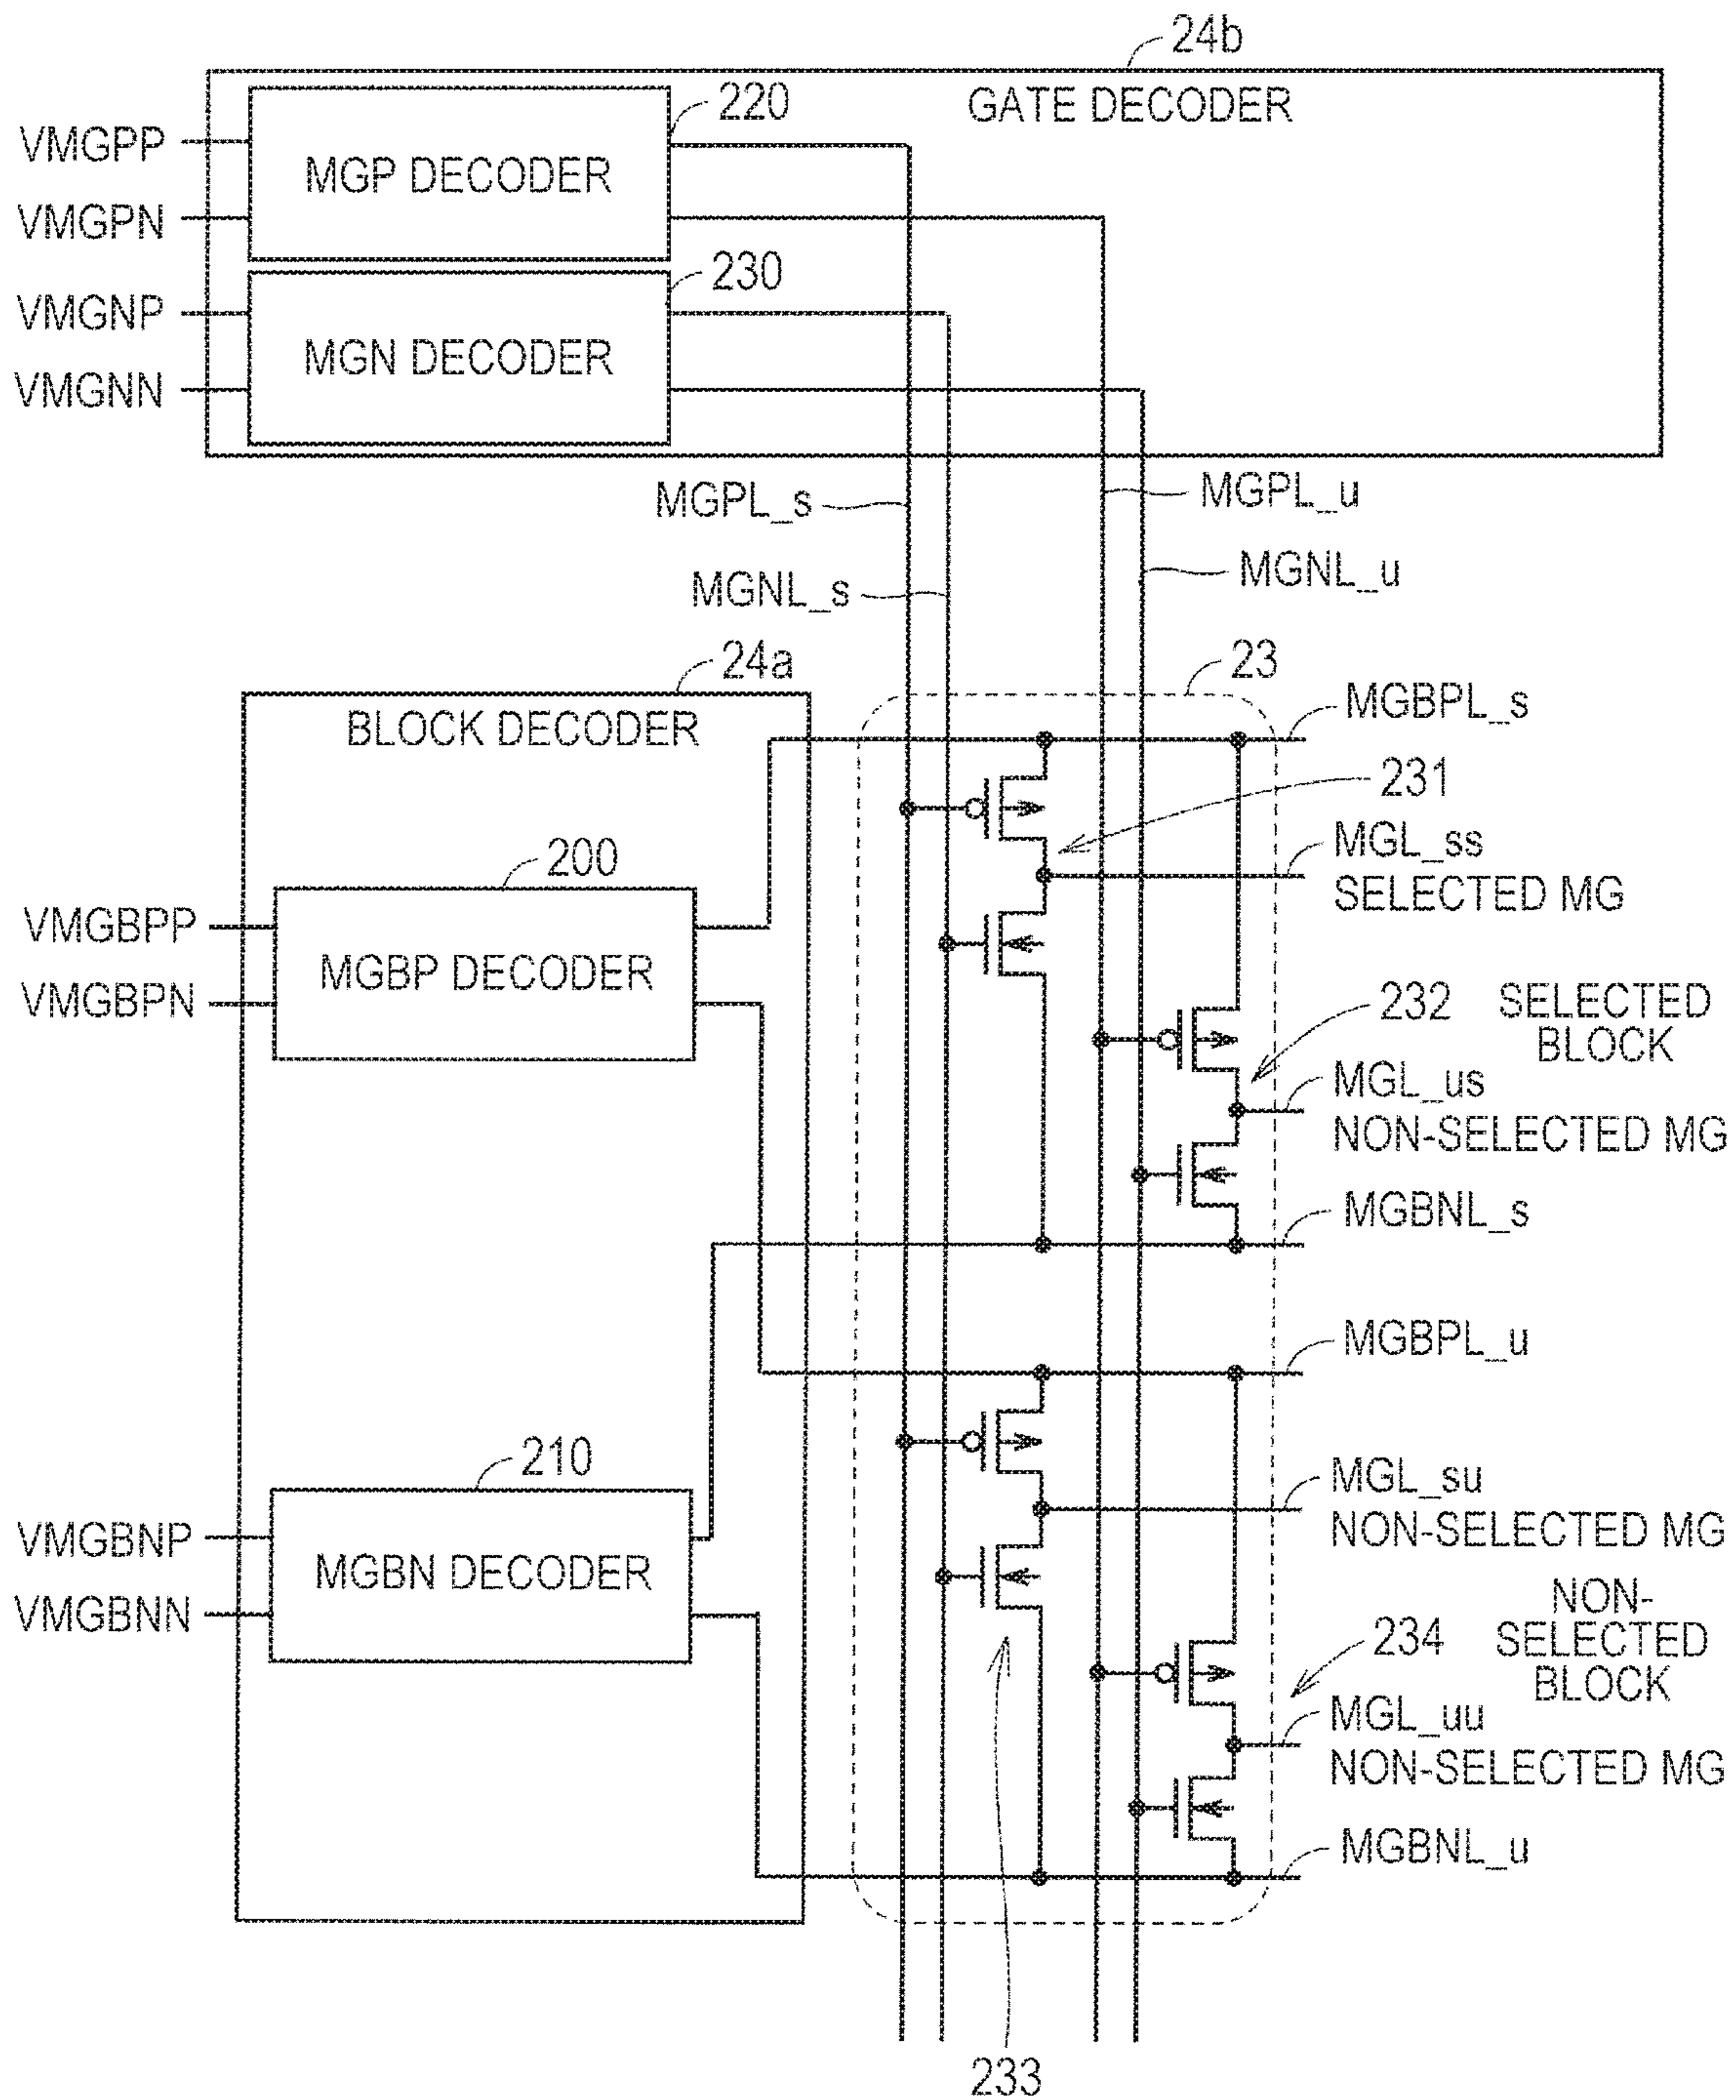 24b
GATE DECODER
220
VMGPP
MGP DECODER
VMGPN
230
VMGNP
MGN DECODER
VMGNN
MGPL_s
MGPL_u
MGNL_s
MGNL_u
24a
23
BLOCK DECODER
MGBPL_s
231
MGL_ss
SELECTED MG
200
VMGBPP
MGBP DECODER
VMGBPN
232
SELECTED
BLOCK
MGL_us
NON-SELECTED MG
MGBNL_s
MGBPL_u
210
MGL_su
NON-SELECTED MG
VMGBNP
MGBN DECODER
VMGBNN
NON-
SELECTED
BLOCK
234
MGL_uu
NON-SELECTED MG
MGBNL_u
233